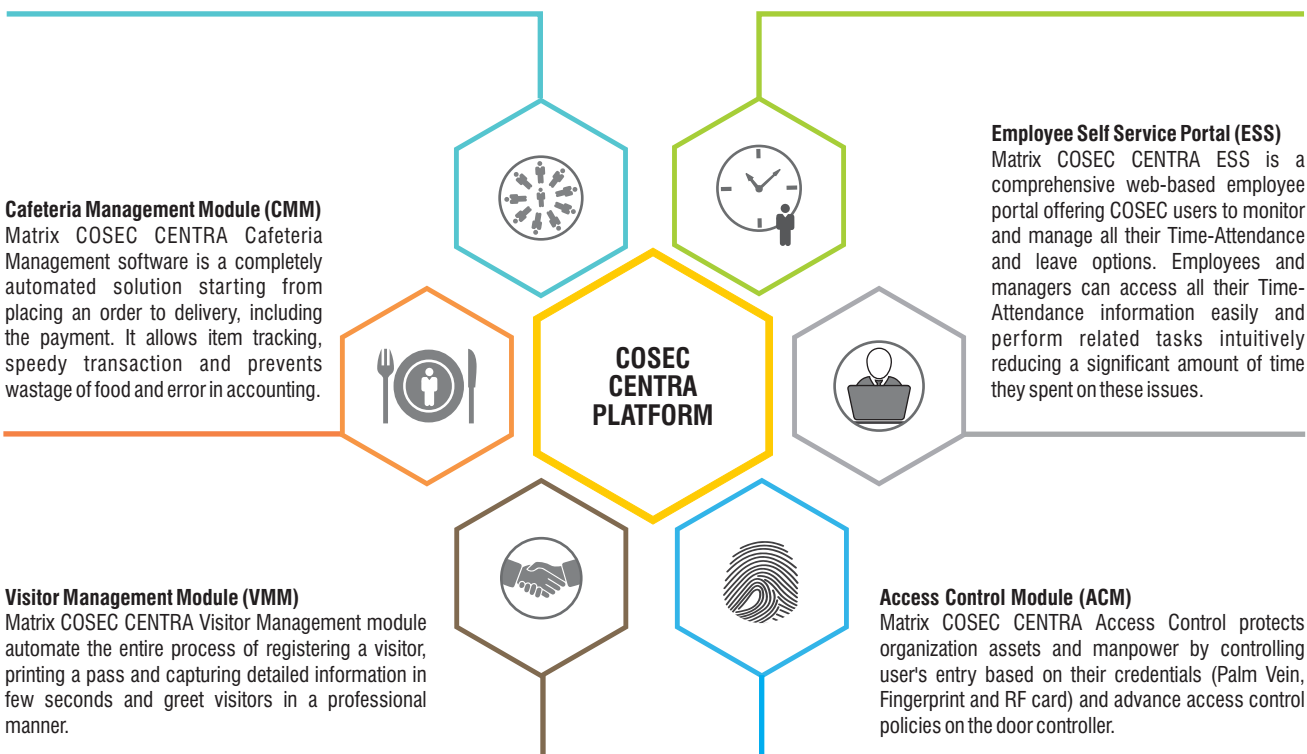 Cafeteria Management Module (CMM)
Matrix COSEC CENTRA Cafeteria
Management software is a completely
automated solution starting from
placing an order to delivery, including
the payment. It allows item tracking,
speedy transaction and prevents
wastage of food and error in accounting.
Employee Self Service Portal (ESS)
Matrix COSEC CENTRA ESS is a
comprehensive web-based employee
portal offering COSEC users to monitor
and manage all their Time-Attendance
and leave options. Employees and
managers can access all their Time-
Attendance information easily and
perform related tasks intuitively
reducing a significant amount of time
they spent on these issues.
COSEC
CENTRA
PLATFORM
Visitor Management Module (VMM)
Matrix COSEC CENTRA Visitor Management module
automate the entire process of registering a visitor,
printing a pass and capturing detailed information in
few seconds and greet visitors in a professional
manner.
Access Control Module (ACM)
Matrix COSEC CENTRA Access Control protects
organization assets and manpower by controlling
user's entry based on their credentials (Palm Vein,
Fingerprint and RF card) and advance access control
policies on the door controller.